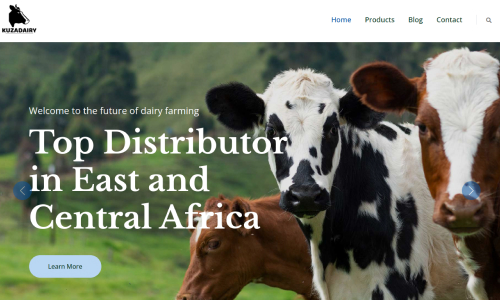 KUZADAIRY
Home Products Blog Contact
Welcome to the future of dairy farming
Top Distributor
in East and
Central Africa
Learn More